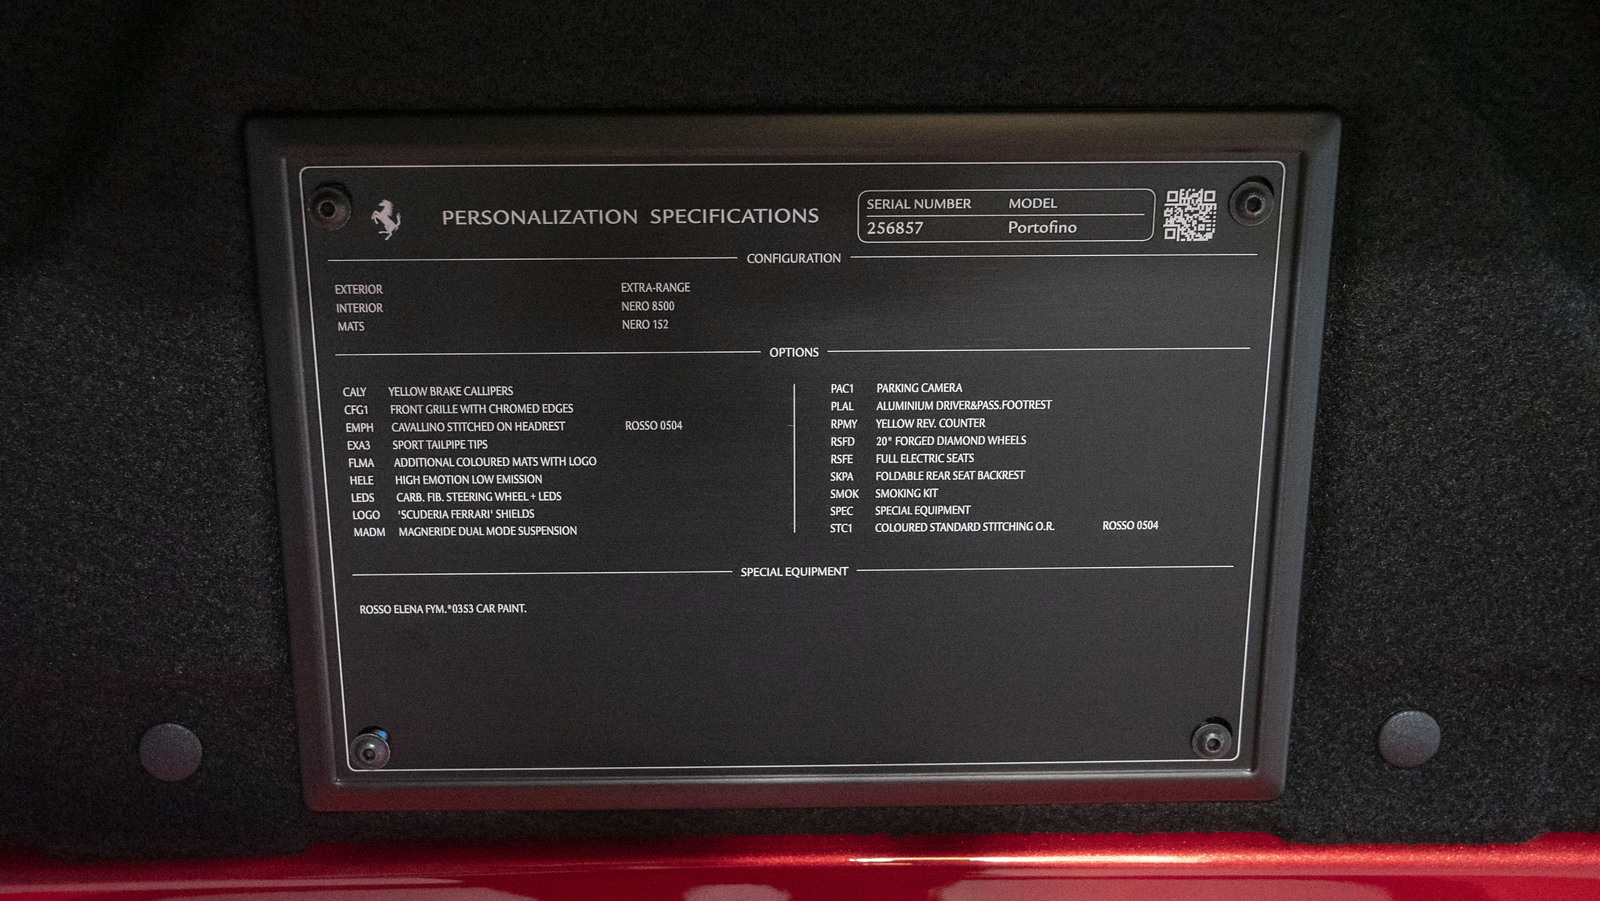 PERSONALIZATION SPECIFICATIONS
SERIAL NUMBER MODEL
256857 Portofino
CONFIGURATION
EXTERIOR EXTRA-RANGE
INTERIOR NERO 8500
MATS NERO 152
OPTIONS
CALY YELLOW BRAKE CALLIPERS
CFG1 FRONT GRILLE WITH CHROMED EDGES
EMPH CAVALLINO STITCHED ON HEADREST ROSSO 0504
EXA3 SPORT TAILPIPE TIPS
FLMA ADDITIONAL COLOURED MATS WITH LOGO
HELE HIGH EMOTION LOW EMISSION
LEDS CARB. FIB. STEERING WHEEL + LEDS
LOGO 'SCUDERIA FERRARI' SHIELDS
MADM MAGNERIDE DUAL MODE SUSPENSION
PAC1 PARKING CAMERA
PLAL ALUMINIUM DRIVER&PASS.FOOTREST
RPMY YELLOW REV. COUNTER
RSFD 20" FORGED DIAMOND WHEELS
RSFE FULL ELECTRIC SEATS
SKPA FOLDABLE REAR SEAT BACKREST
SMOK SMOKING KIT
SPEC SPECIAL EQUIPMENT
STC1 COLOURED STANDARD STITCHING O.R. ROSSO 0504
SPECIAL EQUIPMENT
ROSSO ELENA FYM.*0353 CAR PAINT.